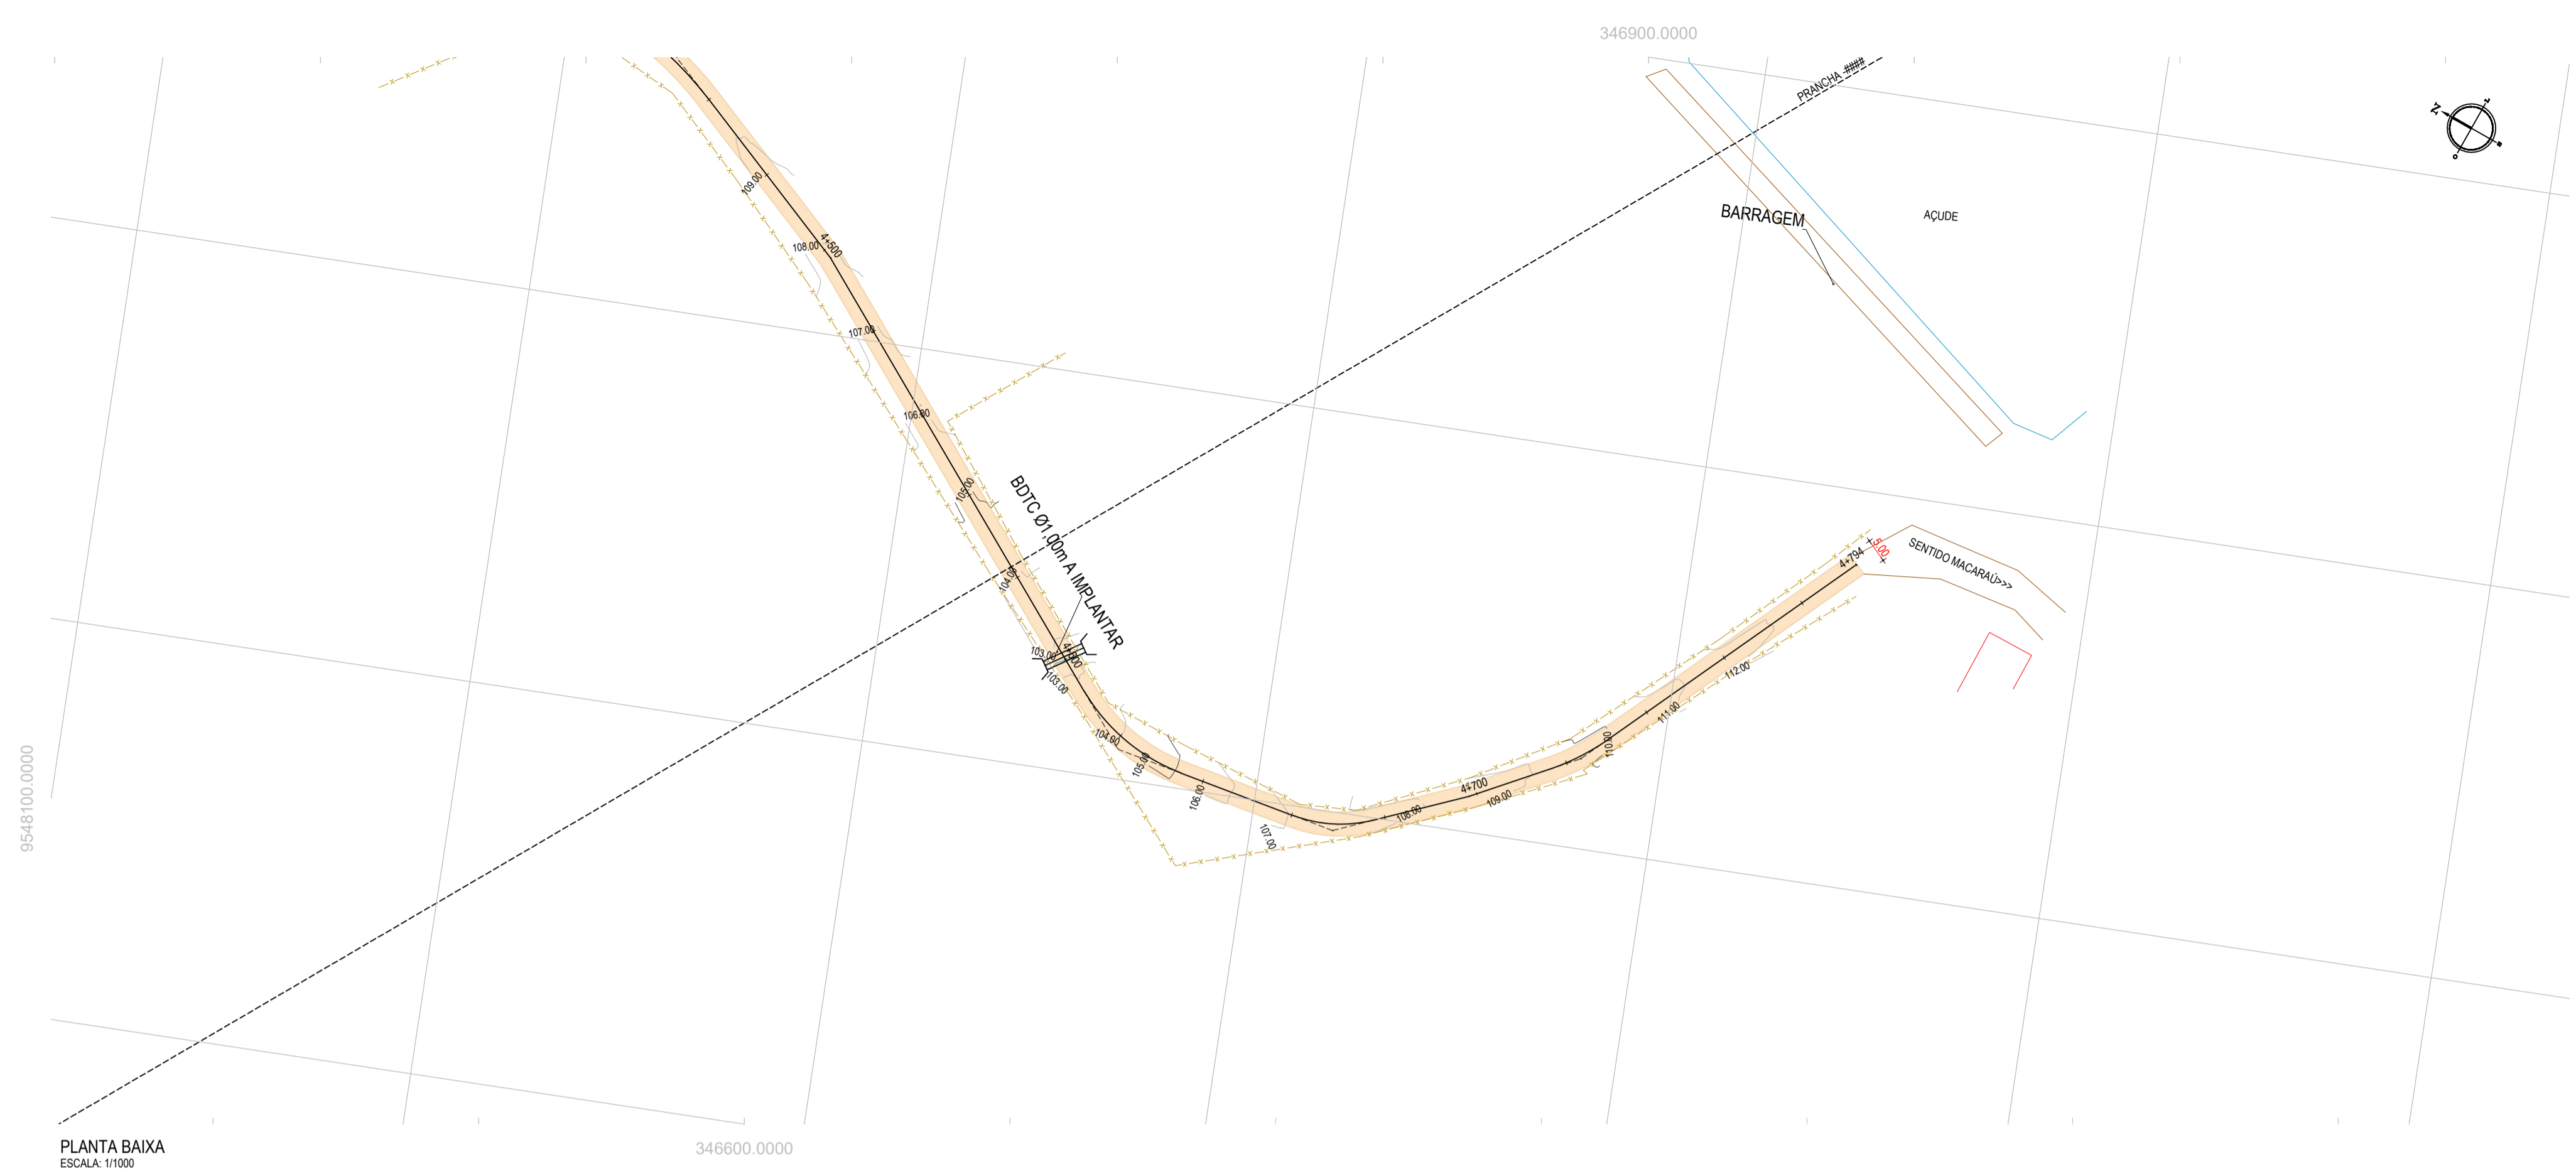 346900.0000
PRANCHA ####
N
L
S
O
BARRAGEM
AÇUDE
109.00
4+500
108.00
107.00
106.00
105.00
BDTC Ø1,00m A IMPLANTAR
104.00
4+600
103.00
103.00
104.00
105.00
106.00
107.00
108.00
4+700
109.00
110.00
111.00
112.00
4+794
5.00
SENTIDO MACARAÚ>>>
9548100.0000
346600.0000
PLANTA BAIXA
ESCALA: 1/1000